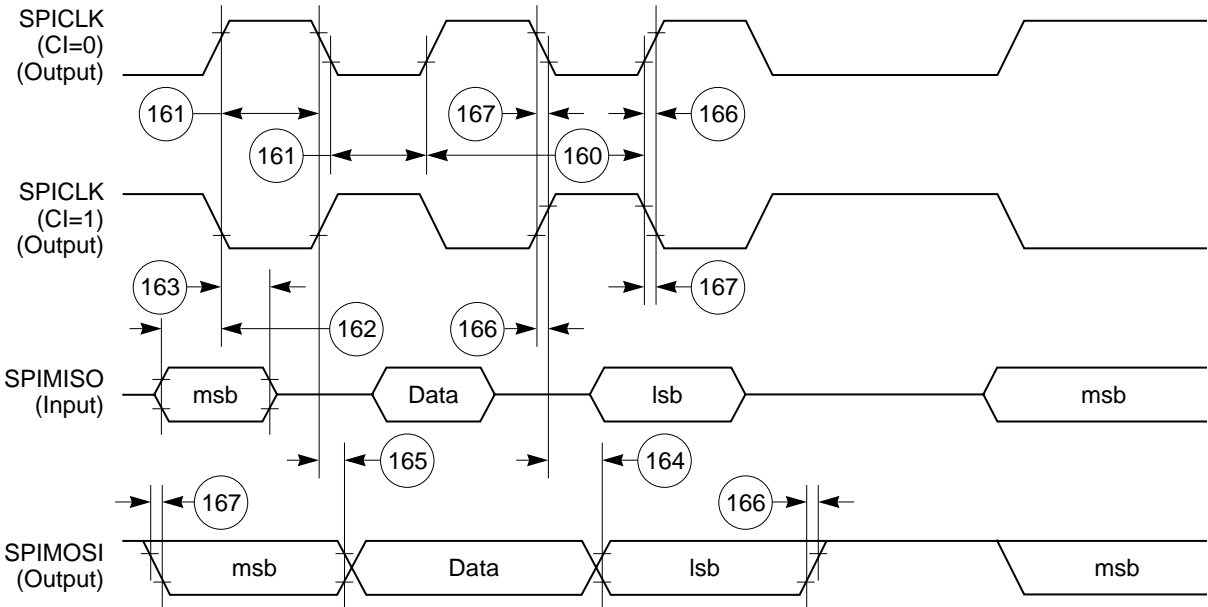 SPICLK
(CI=0)
(Output)
161
167
166
161
160
SPICLK
(CI=1)
(Output)
163
167
162
166
SPIMISO
(Input)
msb
Data
lsb
msb
165
164
167
166
SPIMOSI
(Output)
msb
Data
lsb
msb